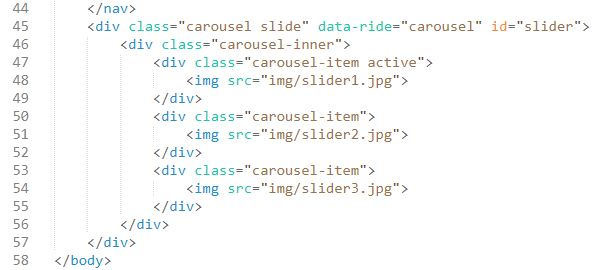 44 </nav>
45 <div class="carousel slide" data-ride="carousel" id="slider">
46 <div class="carousel-inner">
47 <div class="carousel-item active">
48 <img src="img/slider1.jpg">
49 </div>
50 <div class="carousel-item">
51 <img src="img/slider2.jpg">
52 </div>
53 <div class="carousel-item">
54 <img src="img/slider3.jpg">
55 </div>
56 </div>
57 </div>
58 </body>